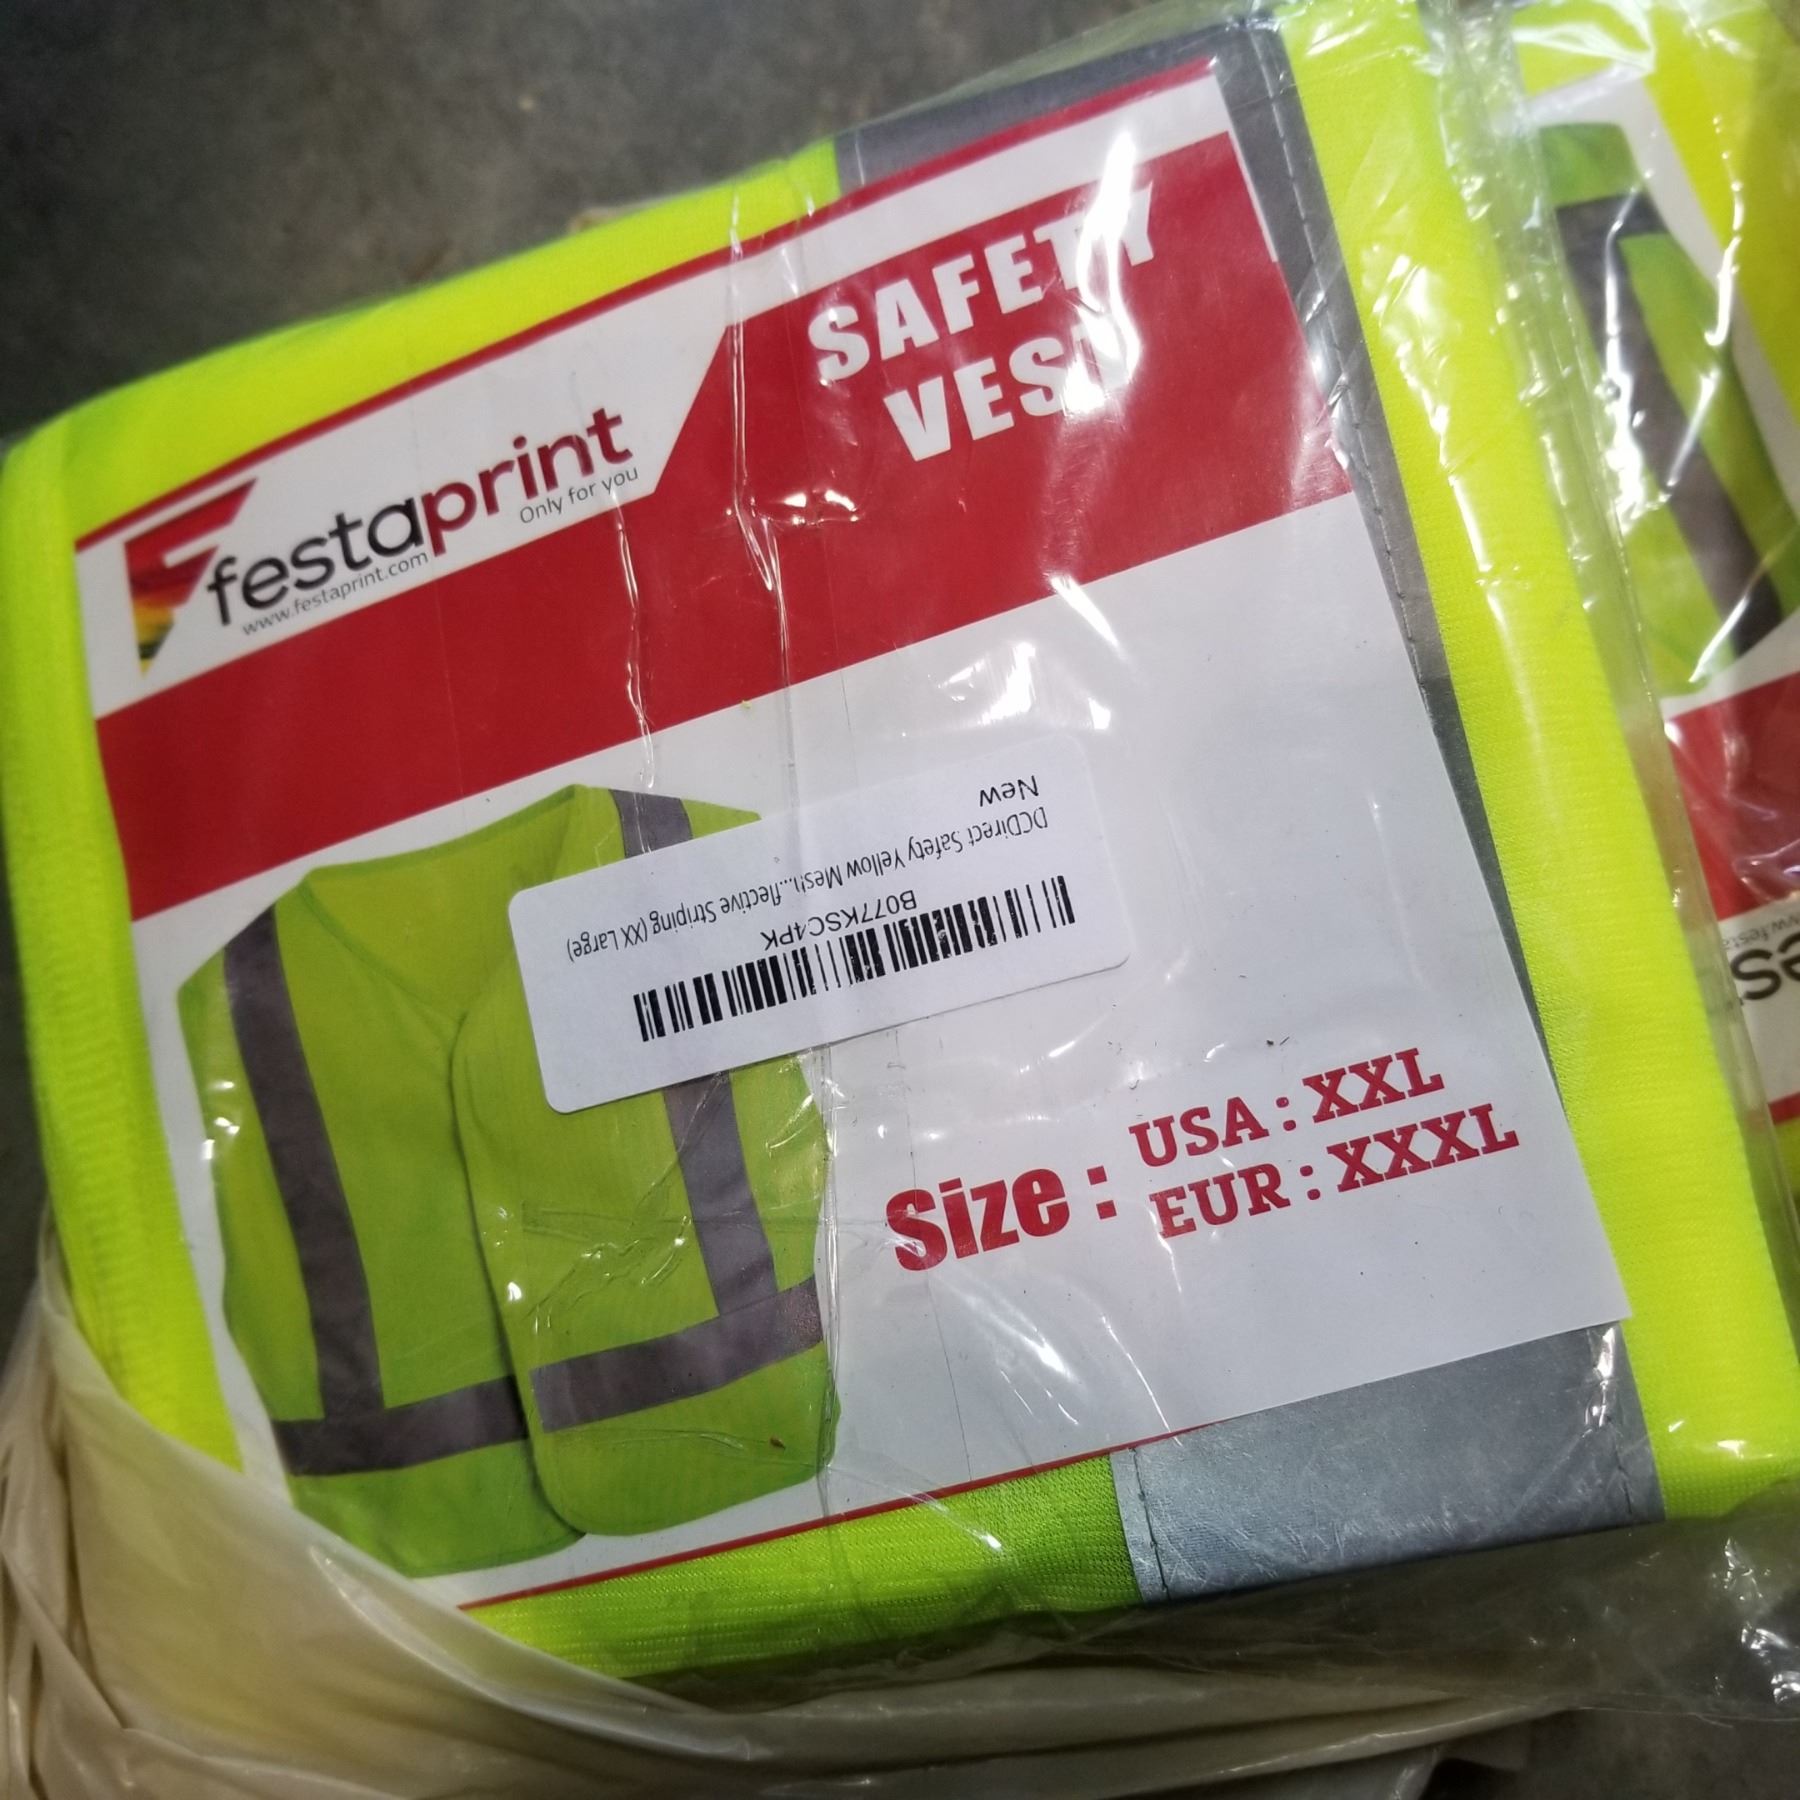 SAFETY
VEST
festaprint
Only for you
www.festaprint.com
New
DCDirect Safety Yellow Mesh...flective Striping (XX Large)
B077KSC4PK
Size : USA : XXL
EUR : XXXL